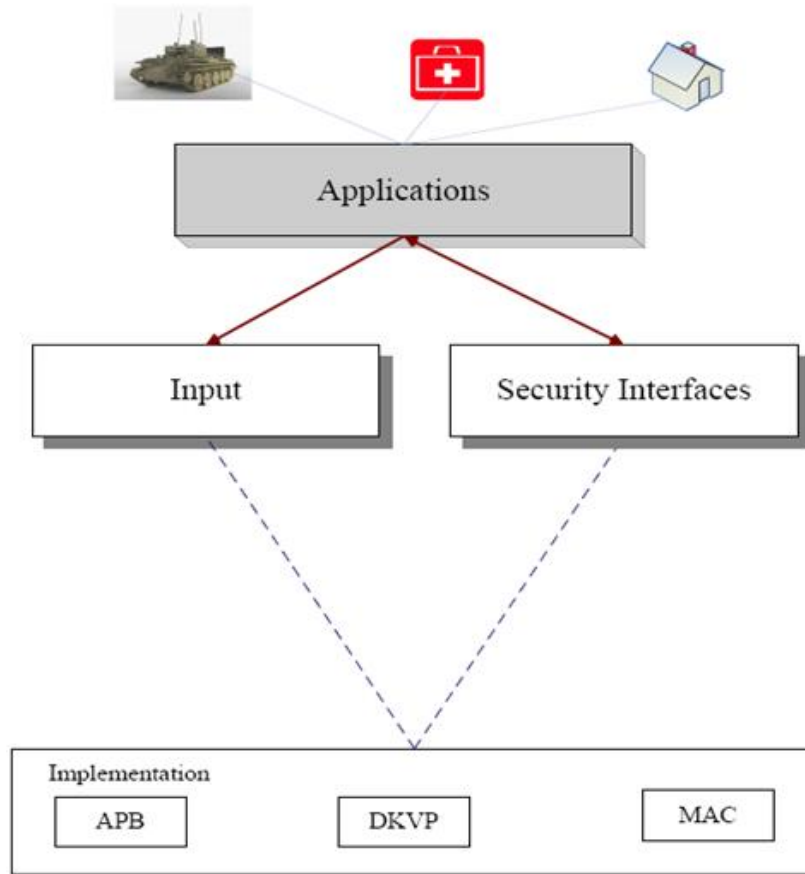 Applications
Input
Security Interfaces
Implementation
APB
DKVP
MAC